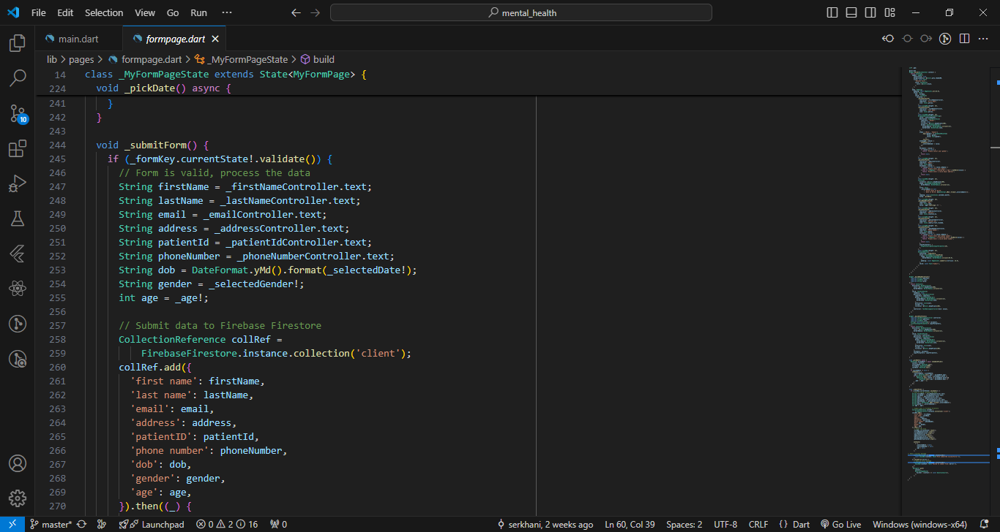 File Edit Selection View Go Run ··· mental_health
main.dart formpage.dart
lib > pages > formpage.dart > _MyFormPageState > build
14 class _MyFormPageState extends State<MyFormPage> {
224 void _pickDate() async {
241 }
242 }
243
244 void _submitForm() {
245 if (_formKey.currentState!.validate()) {
246 // Form is valid, process the data
247 String firstName = _firstNameController.text;
248 String lastName = _lastNameController.text;
249 String email = _emailController.text;
250 String address = _addressController.text;
251 String patientId = _patientIdController.text;
252 String phoneNumber = _phoneNumberController.text;
253 String dob = DateFormat.yMd().format(_selectedDate!);
254 String gender = _selectedGender!;
255 int age = _age!;
256
257 // Submit data to Firebase Firestore
258 CollectionReference collRef =
259 FirebaseFirestore.instance.collection('client');
260 collRef.add({
261 'first name': firstName,
262 'last name': lastName,
263 'email': email,
264 'address': address,
265 'patientID': patientId,
266 'phone number': phoneNumber,
267 'dob': dob,
268 'gender': gender,
269 'age': age,
270 }).then((_) {
10
master* Launchpad 0 2 16 0 serkhani, 2 weeks ago Ln 60, Col 39 Spaces: 2 UTF-8 CRLF {} Dart Go Live Windows (windows-x64)